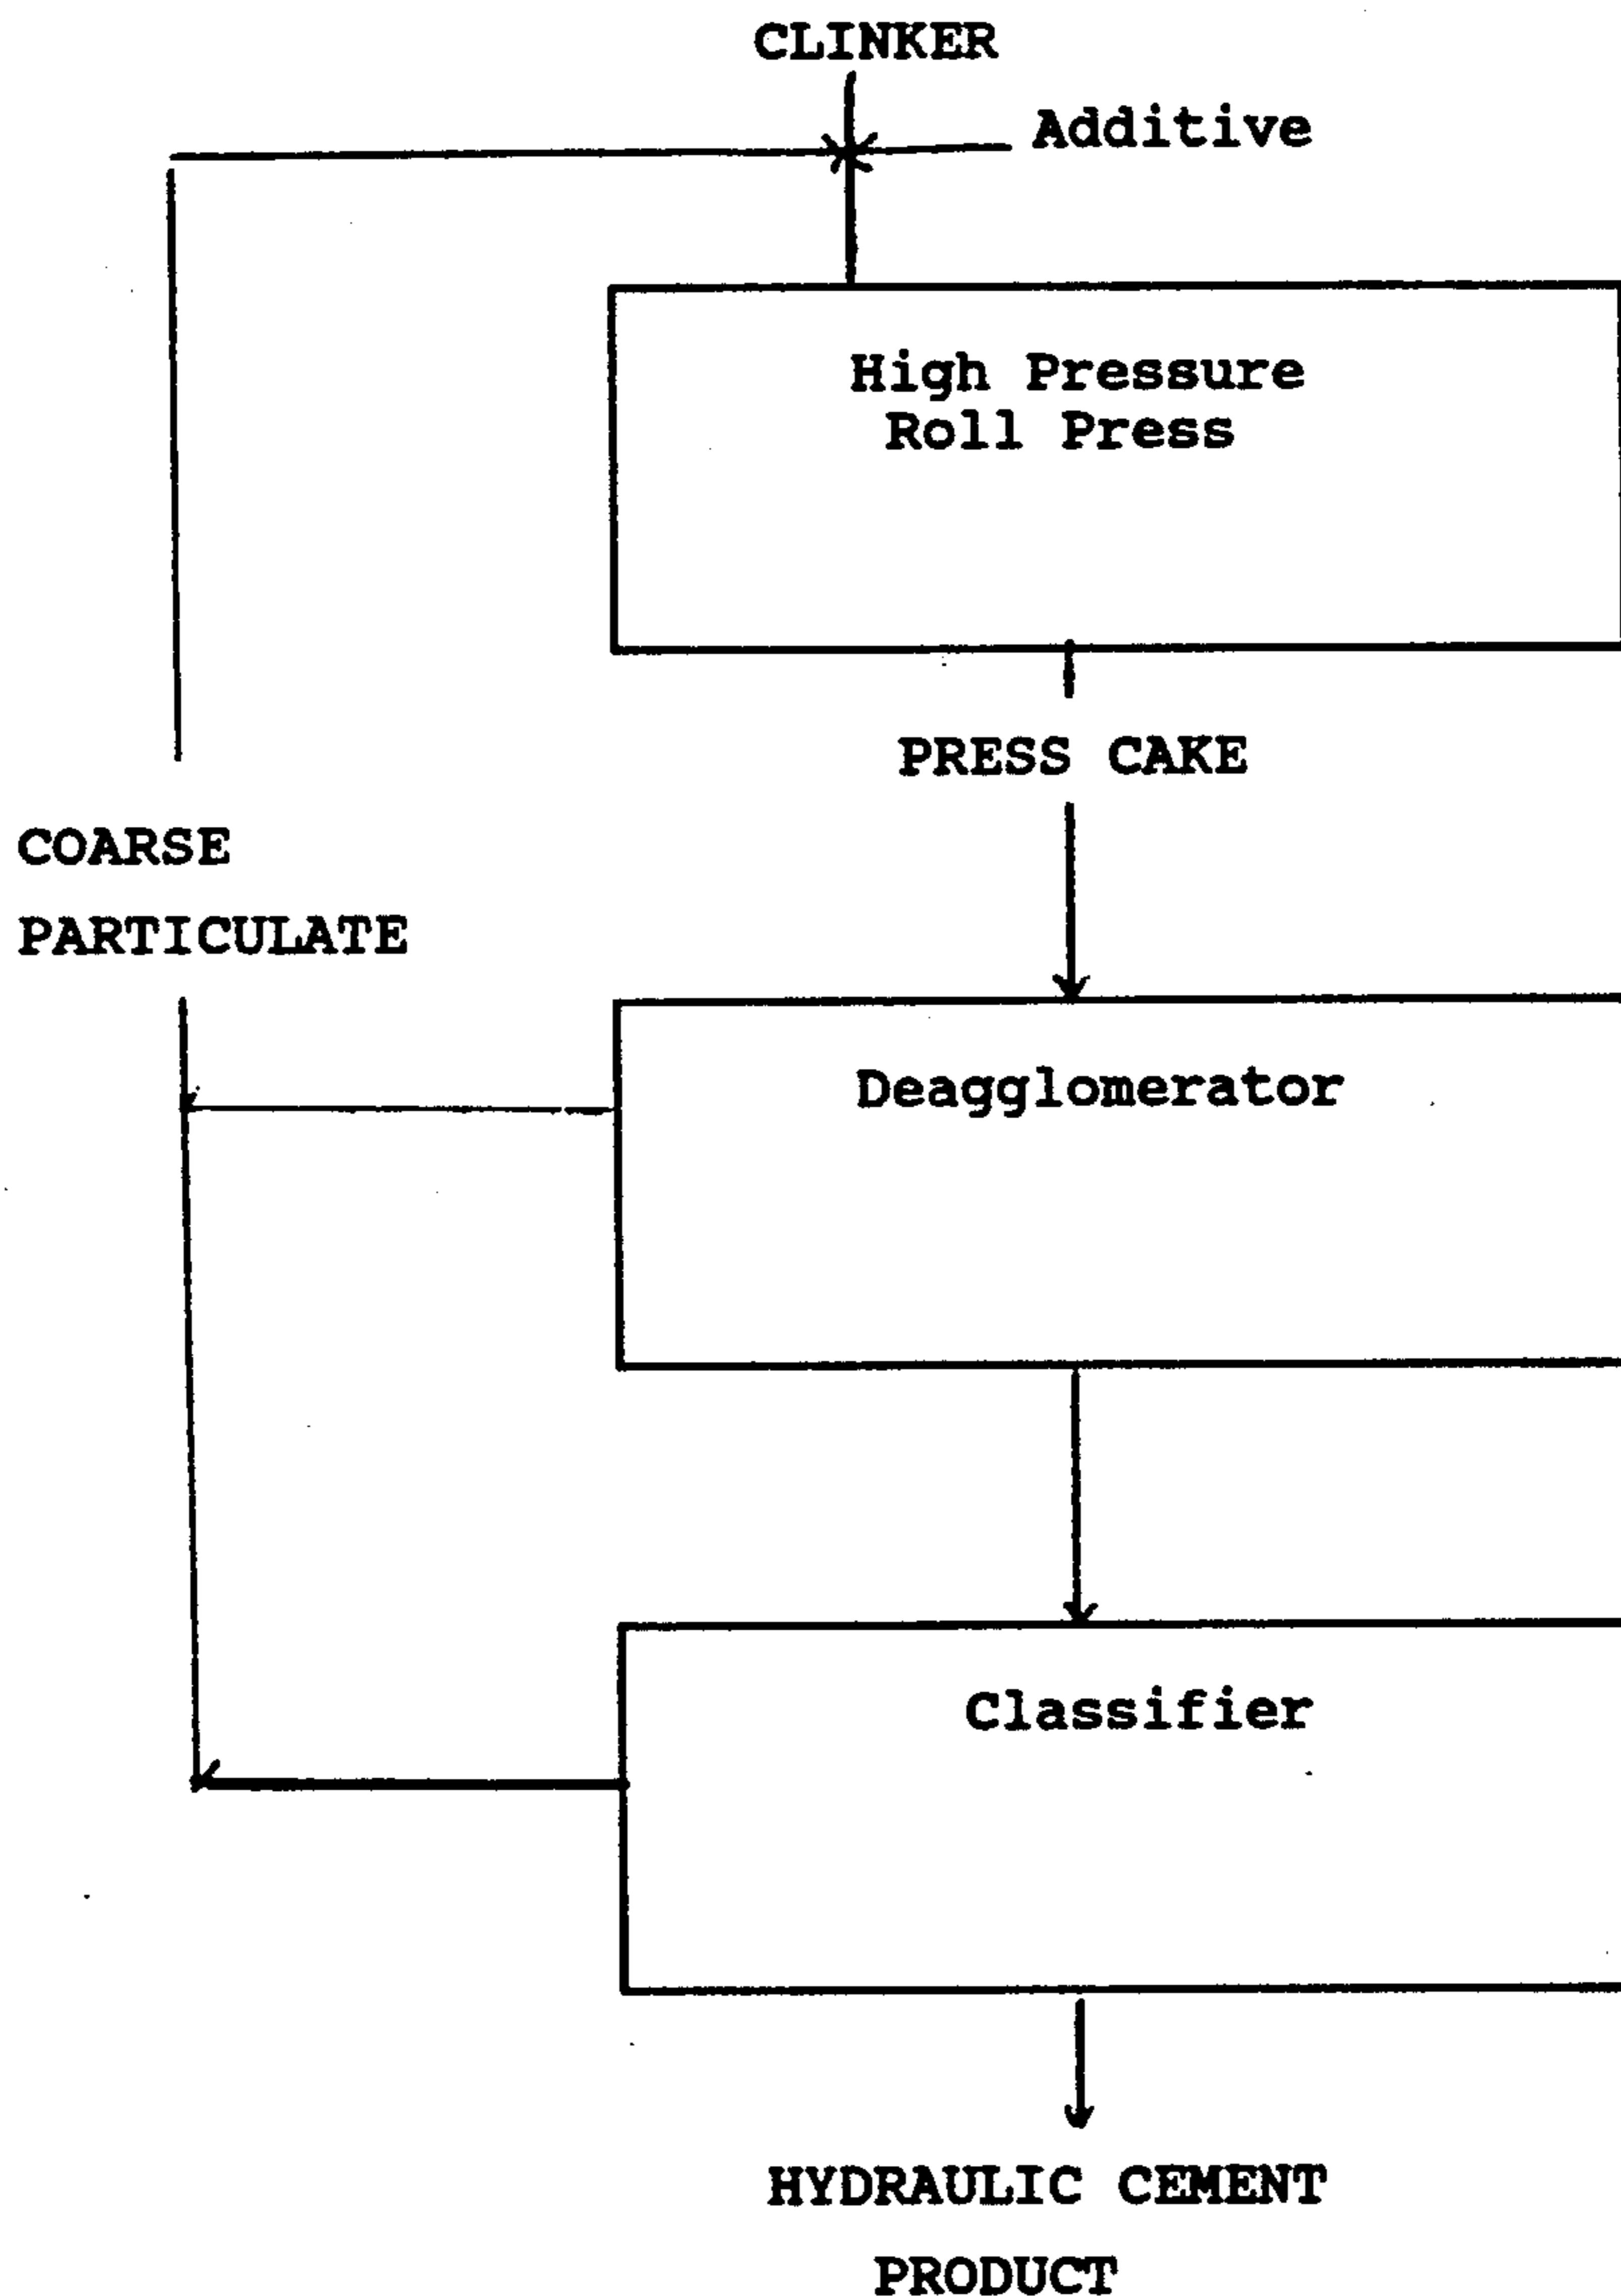 CLINKER
Additive
High Pressure
Roll Press
PRESS CAKE
COARSE
PARTICULATE
Deagglomerator
Classifier
HYDRAULIC CEMENT
PRODUCT